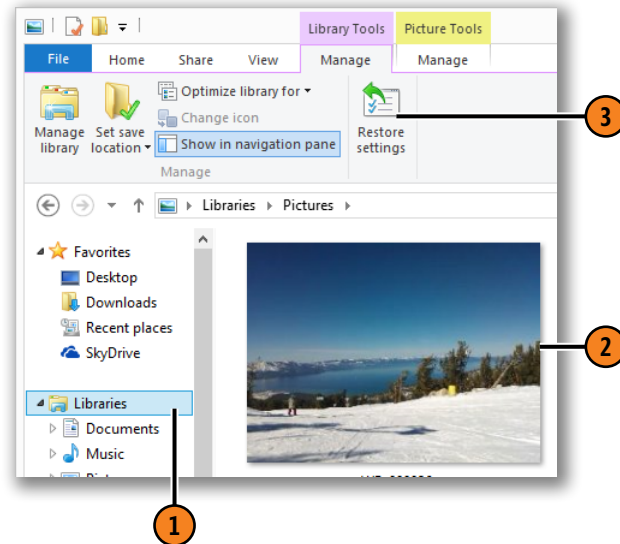 Library Tools Picture Tools
File Home Share View Manage Manage
Manage library
Set save location
Optimize library for
Change icon
Show in navigation pane
Restore settings
Manage
3
Libraries Pictures
Favorites
Desktop
Downloads
Recent places
SkyDrive
2
Libraries
Documents
Music
1